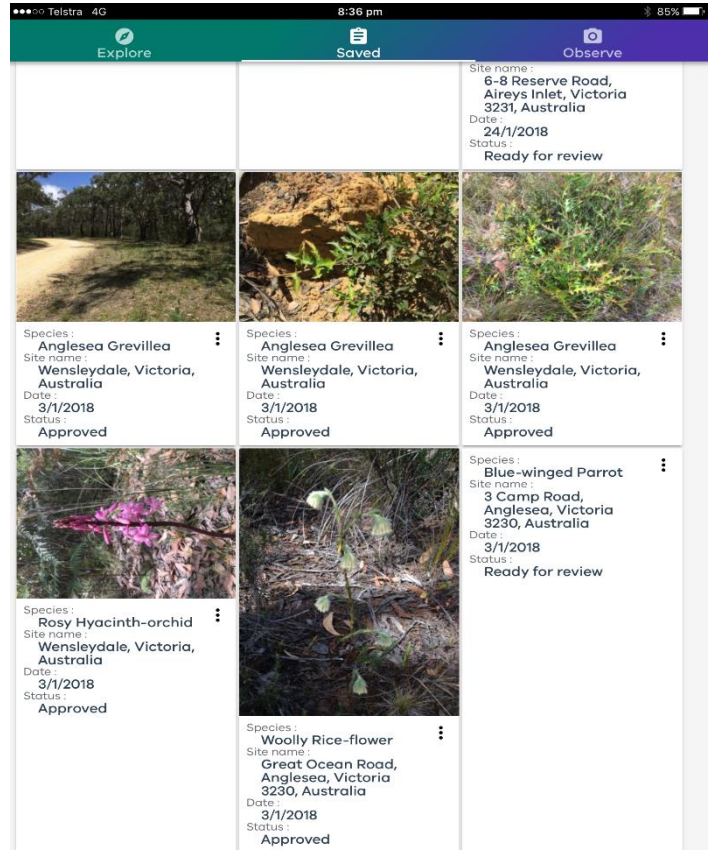 Telstra 4G 8:36 pm 85%
Explore Saved Observe
Site name :
6-8 Reserve Road,
Aireys Inlet, Victoria
3231, Australia
Date :
24/1/2018
Status :
Ready for review
Species :
Anglesea Grevillea
Site name :
Wensleydale, Victoria,
Australia
Date :
3/1/2018
Status :
Approved
Species :
Anglesea Grevillea
Site name :
Wensleydale, Victoria,
Australia
Date :
3/1/2018
Status :
Approved
Species :
Anglesea Grevillea
Site name :
Wensleydale, Victoria,
Australia
Date :
3/1/2018
Status :
Approved
Species :
Rosy Hyacinth-orchid
Site name :
Wensleydale, Victoria,
Australia
Date :
3/1/2018
Status :
Approved
Species :
Woolly Rice-flower
Site name :
Great Ocean Road,
Anglesea, Victoria
3230, Australia
Date :
3/1/2018
Status :
Approved
Species :
Blue-winged Parrot
Site name :
3 Camp Road,
Anglesea, Victoria
3230, Australia
Date :
3/1/2018
Status :
Ready for review